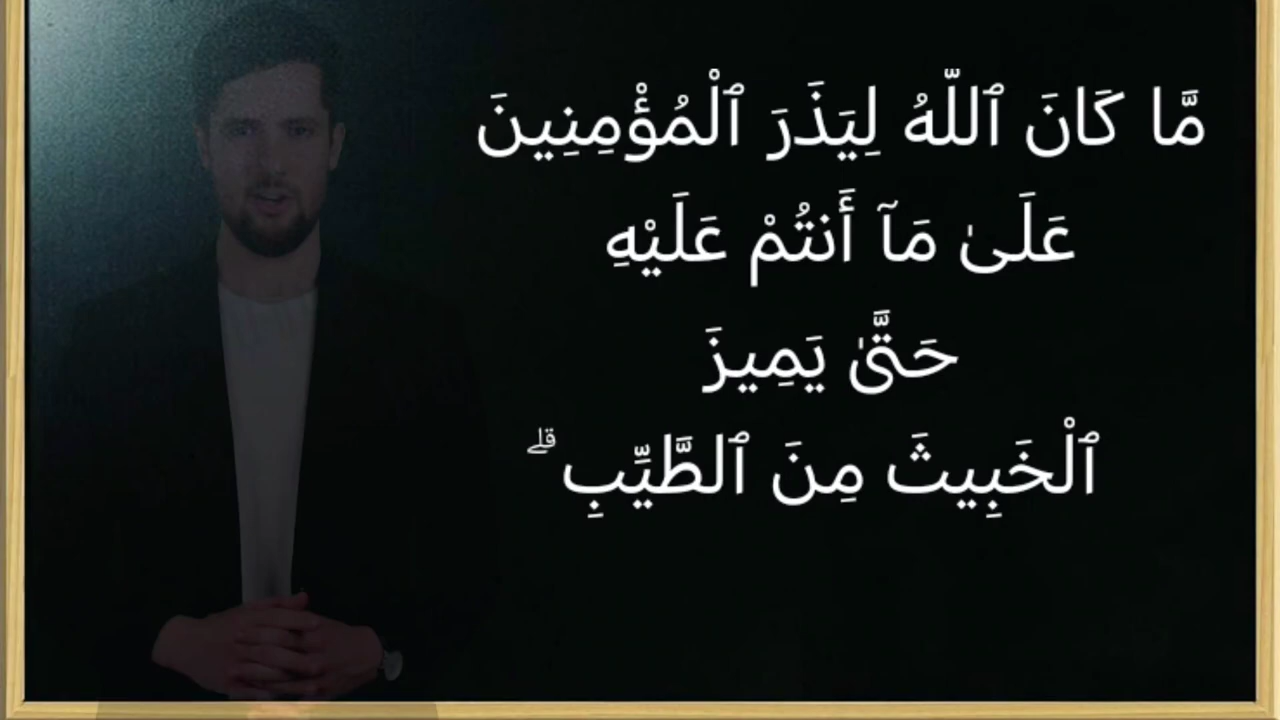 مَّا كَانَ ٱللَّهُ لِيَذَرَ ٱلْمُؤْمِنِينَ
عَلَىٰ مَآ أَنتُمْ عَلَيْهِ
حَتَّىٰ يَمِيزَ
ٱلْخَبِيثَ مِنَ ٱلطَّيِّبِ ۗ